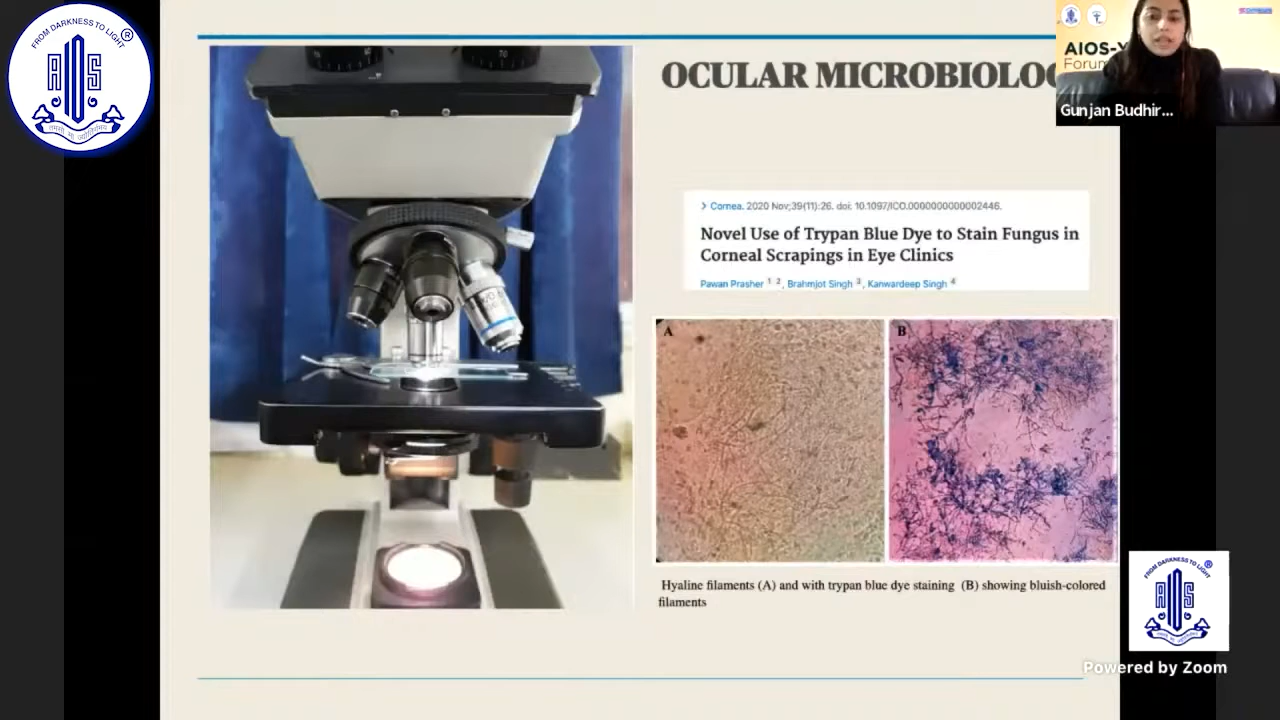 FROM DARKNESS TO LIGHT
®
AIOS
OCULAR MICROBIOLO
AIOS-Y
Forum
Gunjan Budhir...
> Cornea. 2020 Nov;39(11):26. doi: 10.1097/ICO.0000000000002446.
Novel Use of Trypan Blue Dye to Stain Fungus in
Corneal Scrapings in Eye Clinics
Pawan Prasher 1 2, Brahmjot Singh 3, Kanwardeep Singh 4
A
B
Hyaline filaments (A) and with trypan blue dye staining (B) showing bluish-colored
filaments
FROM DARKNESS TO LIGHT
®
AIOS
Powered by Zoom